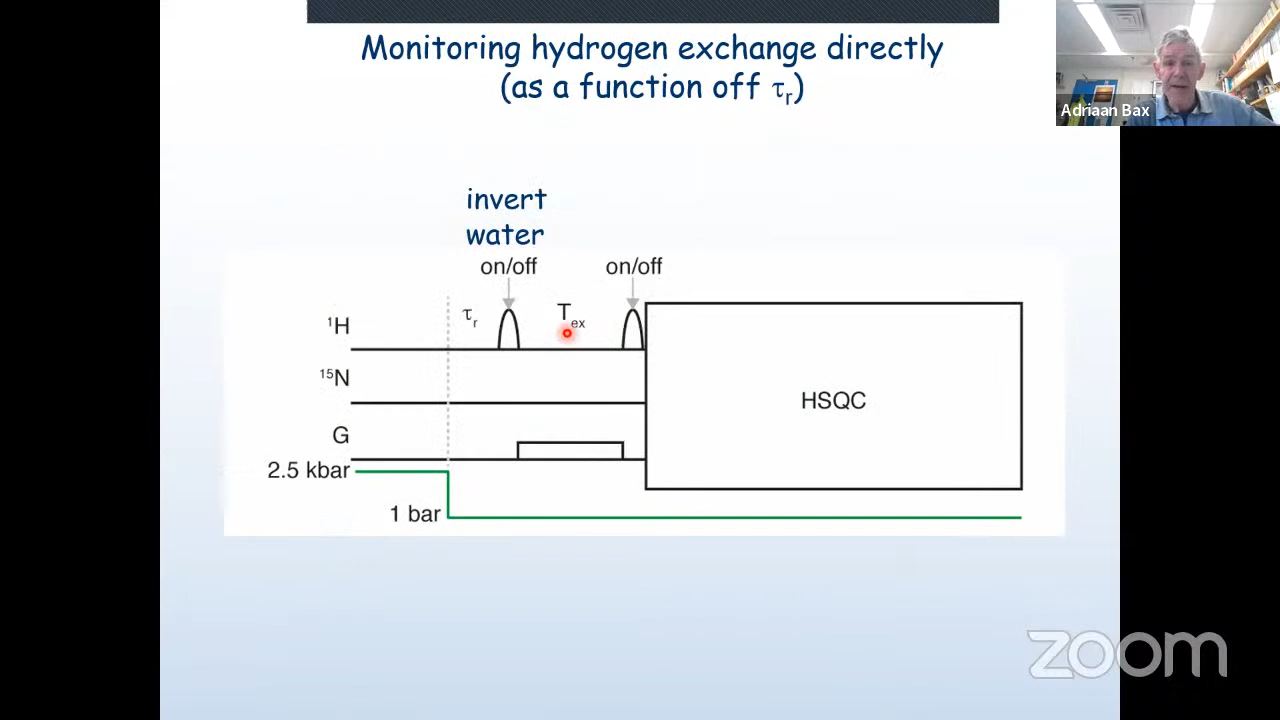 Monitoring hydrogen exchange directly
(as a function off τr)
Adriaan Bax
invert
water
on/off on/off
τr Tex
1H
15N
G
2.5 kbar
1 bar
HSQC
zoom